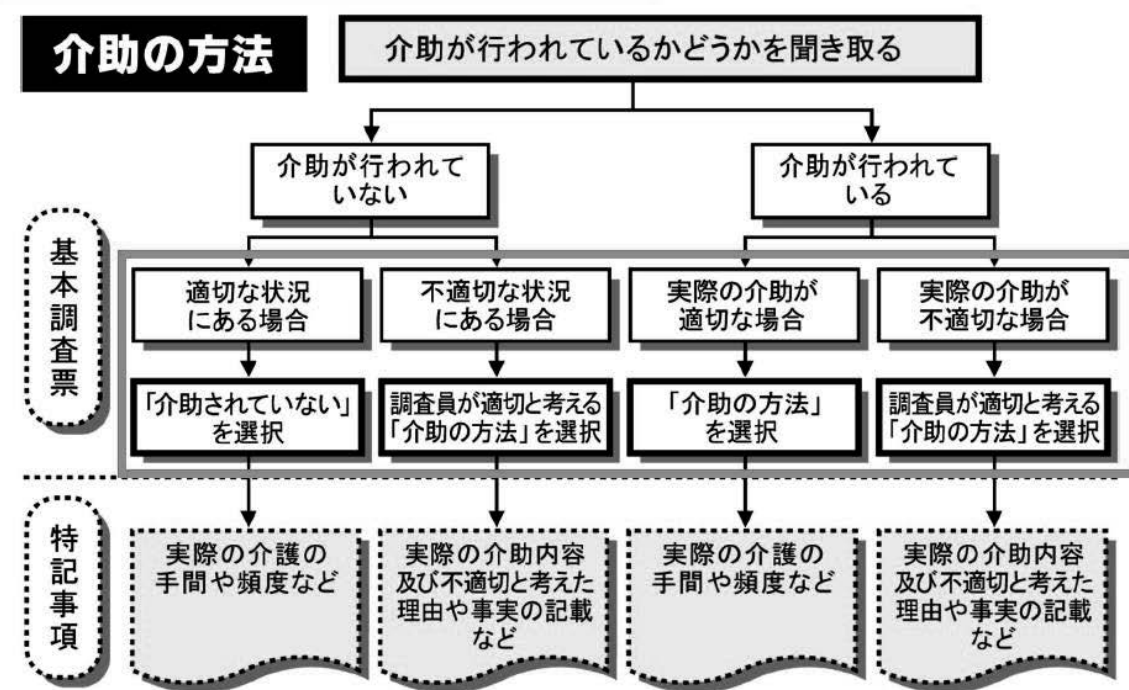 介助の方法
介助が行われているかどうかを聞き取る
介助が行われて
いない
介助が行われて
いる
基本調査票
適切な状況
にある場合
不適切な状況
にある場合
実際の介助が
適切な場合
実際の介助が
不適切な場合
「介助されていない」
を選択
調査員が適切と考える
「介助の方法」を選択
「介助の方法」
を選択
調査員が適切と考える
「介助の方法」を選択
特記事項
実際の介護の
手間や頻度など
実際の介助内容
及び不適切と考えた
理由や事実の記載
など
実際の介護の
手間や頻度など
実際の介助内容
及び不適切と考えた
理由や事実の記載
など